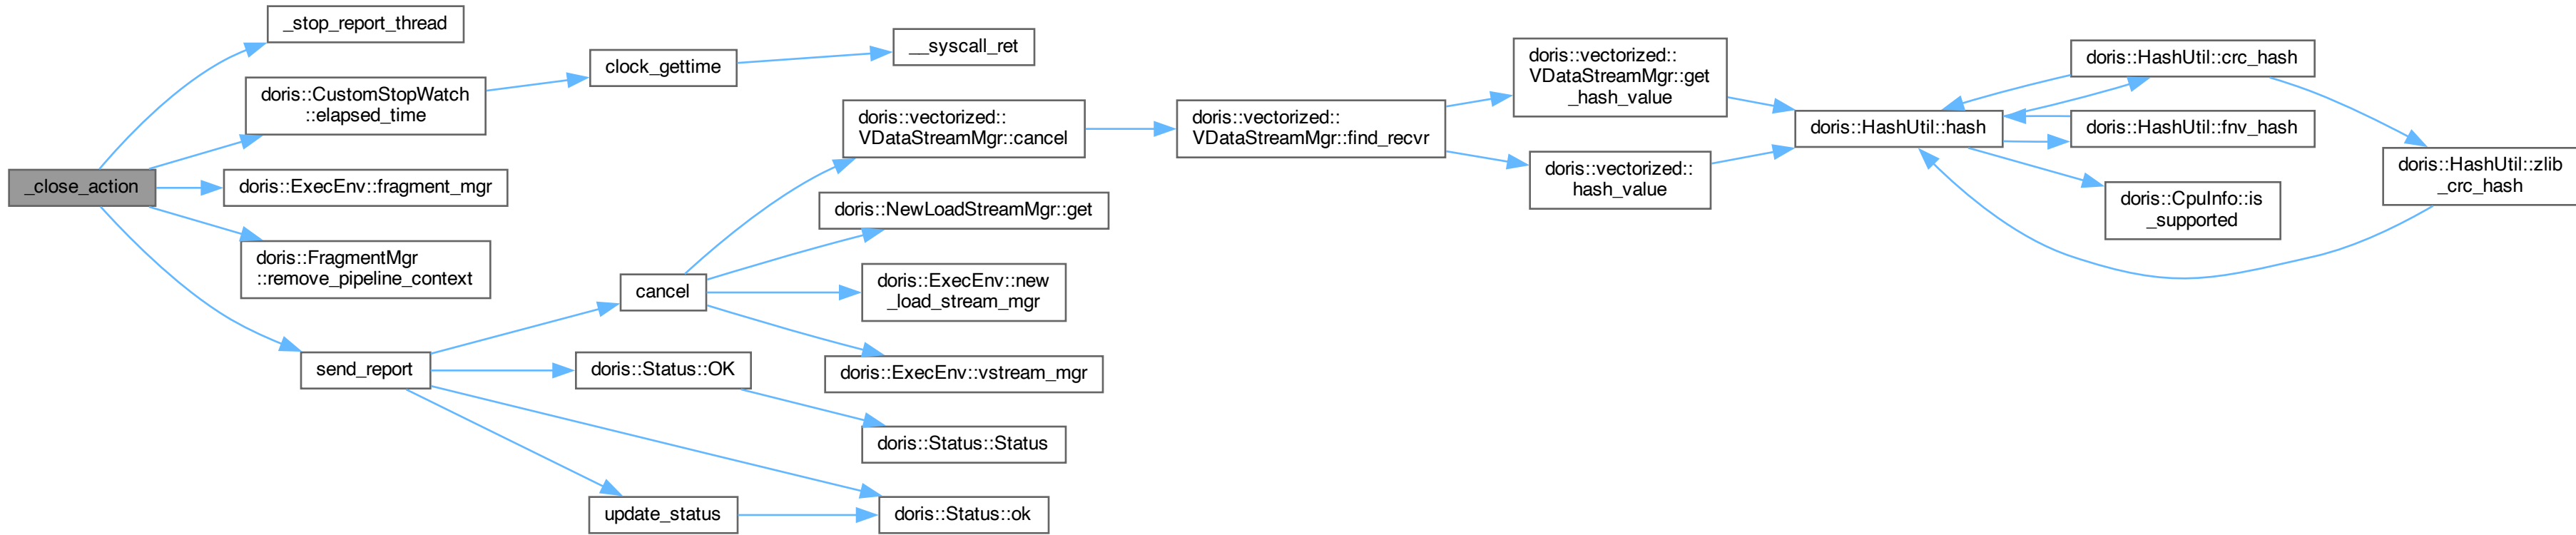 _close_action
_stop_report_thread
doris::CustomStopWatch
::elapsed_time
clock_gettime
__syscall_ret
doris::ExecEnv::fragment_mgr
doris::FragmentMgr
::remove_pipeline_context
send_report
cancel
doris::vectorized::
VDataStreamMgr::cancel
doris::vectorized::
VDataStreamMgr::find_recvr
doris::vectorized::
VDataStreamMgr::get
_hash_value
doris::HashUtil::hash
doris::HashUtil::crc_hash
doris::HashUtil::zlib
_crc_hash
doris::HashUtil::fnv_hash
doris::CpuInfo::is
_supported
doris::vectorized::
hash_value
doris::NewLoadStreamMgr::get
doris::ExecEnv::new
_load_stream_mgr
doris::ExecEnv::vstream_mgr
doris::Status::OK
doris::Status::Status
doris::Status::ok
update_status